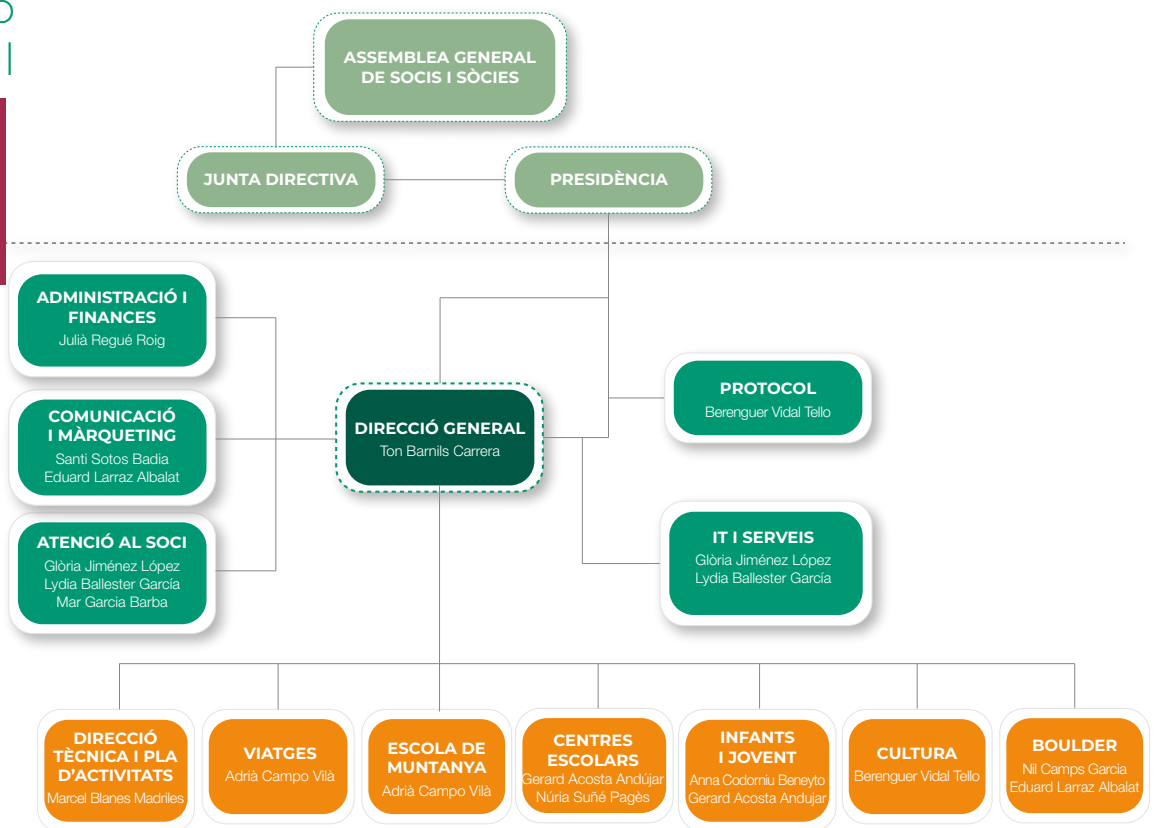 ASSEMBLEA GENERAL
DE SOCIS I SÒCIES
JUNTA DIRECTIVA
PRESIDÈNCIA
ADMINISTRACIÓ I
FINANCES
Julià Regué Roig
COMUNICACIÓ
I MÀRQUETING
Santi Sotos Badia
Eduard Larraz Albalat
ATENCIÓ AL SOCI
Glòria Jiménez López
Lydia Ballester García
Mar Garcia Barba
DIRECCIÓ GENERAL
Ton Barnils Carrera
PROTOCOL
Berenguer Vidal Tello
IT I SERVEIS
Glòria Jiménez López
Lydia Ballester García
DIRECCIÓ
TÈCNICA I PLA
D'ACTIVITATS
Marcel Blanes Madriles
VIATGES
Adrià Campo Vilà
ESCOLA DE
MUNTANYA
Adrià Campo Vilà
CENTRES
ESCOLARS
Gerard Acosta Andújar
Núria Suñé Pagès
INFANTS
I JOVENT
Anna Codorniu Beneyto
Gerard Acosta Andujar
CULTURA
Berenguer Vidal Tello
BOULDER
Nil Camps Garcia
Eduard Larraz Albalat